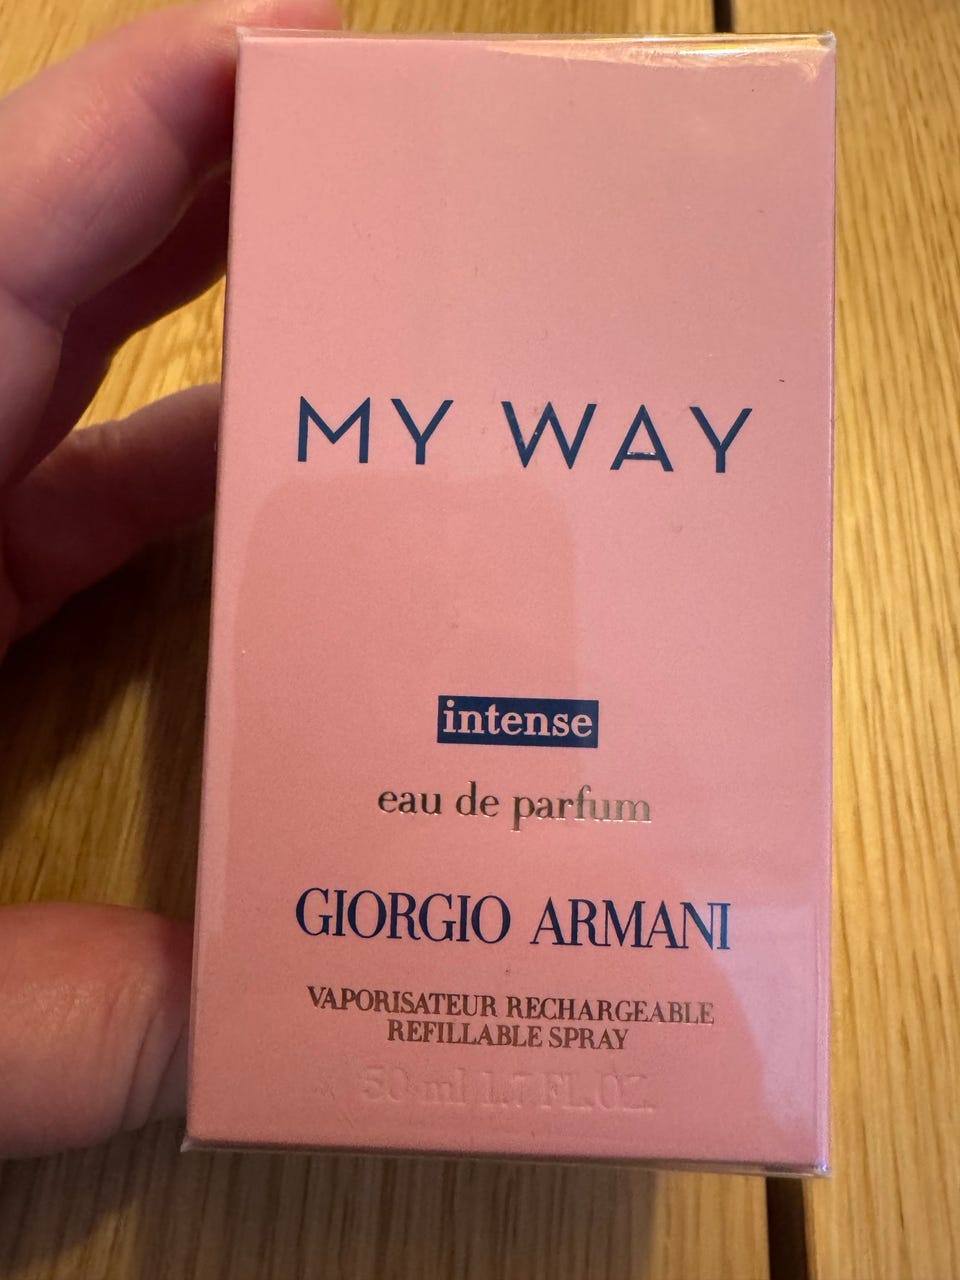 MY WAY
intense
eau de parfum
GIORGIO ARMANI
VAPORISATEUR RECHARGEABLE
REFILLABLE SPRAY
50 ml 1.7 FL.OZ.